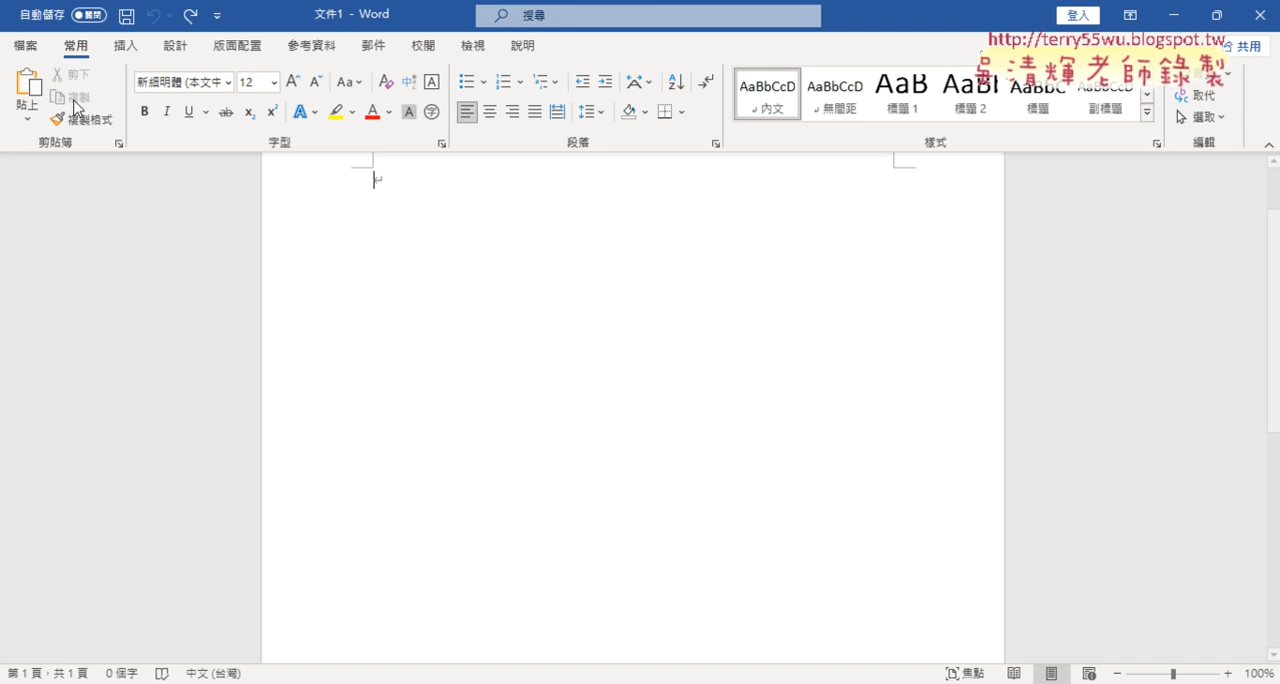 自動儲存 關閉 文件1 - Word 搜尋 登入
檔案 常用 插入 設計 版面配置 參考資料 郵件 校閱 檢視 說明 共用
http://terry55wu.blogspot.tw
吳清輝老師錄製
貼上 剪下 複製 複製格式
新細明體 (本文中 12
AaBbCcD 內文
AaBbCcD 無間距
AaB 標題 1
AaBl 標題 2
標題
副標題
取代
選取
剪貼簿 字型 段落 樣式 編輯
第 1 頁,共 1 頁 0 個字 中文 (台灣) 焦點 100%